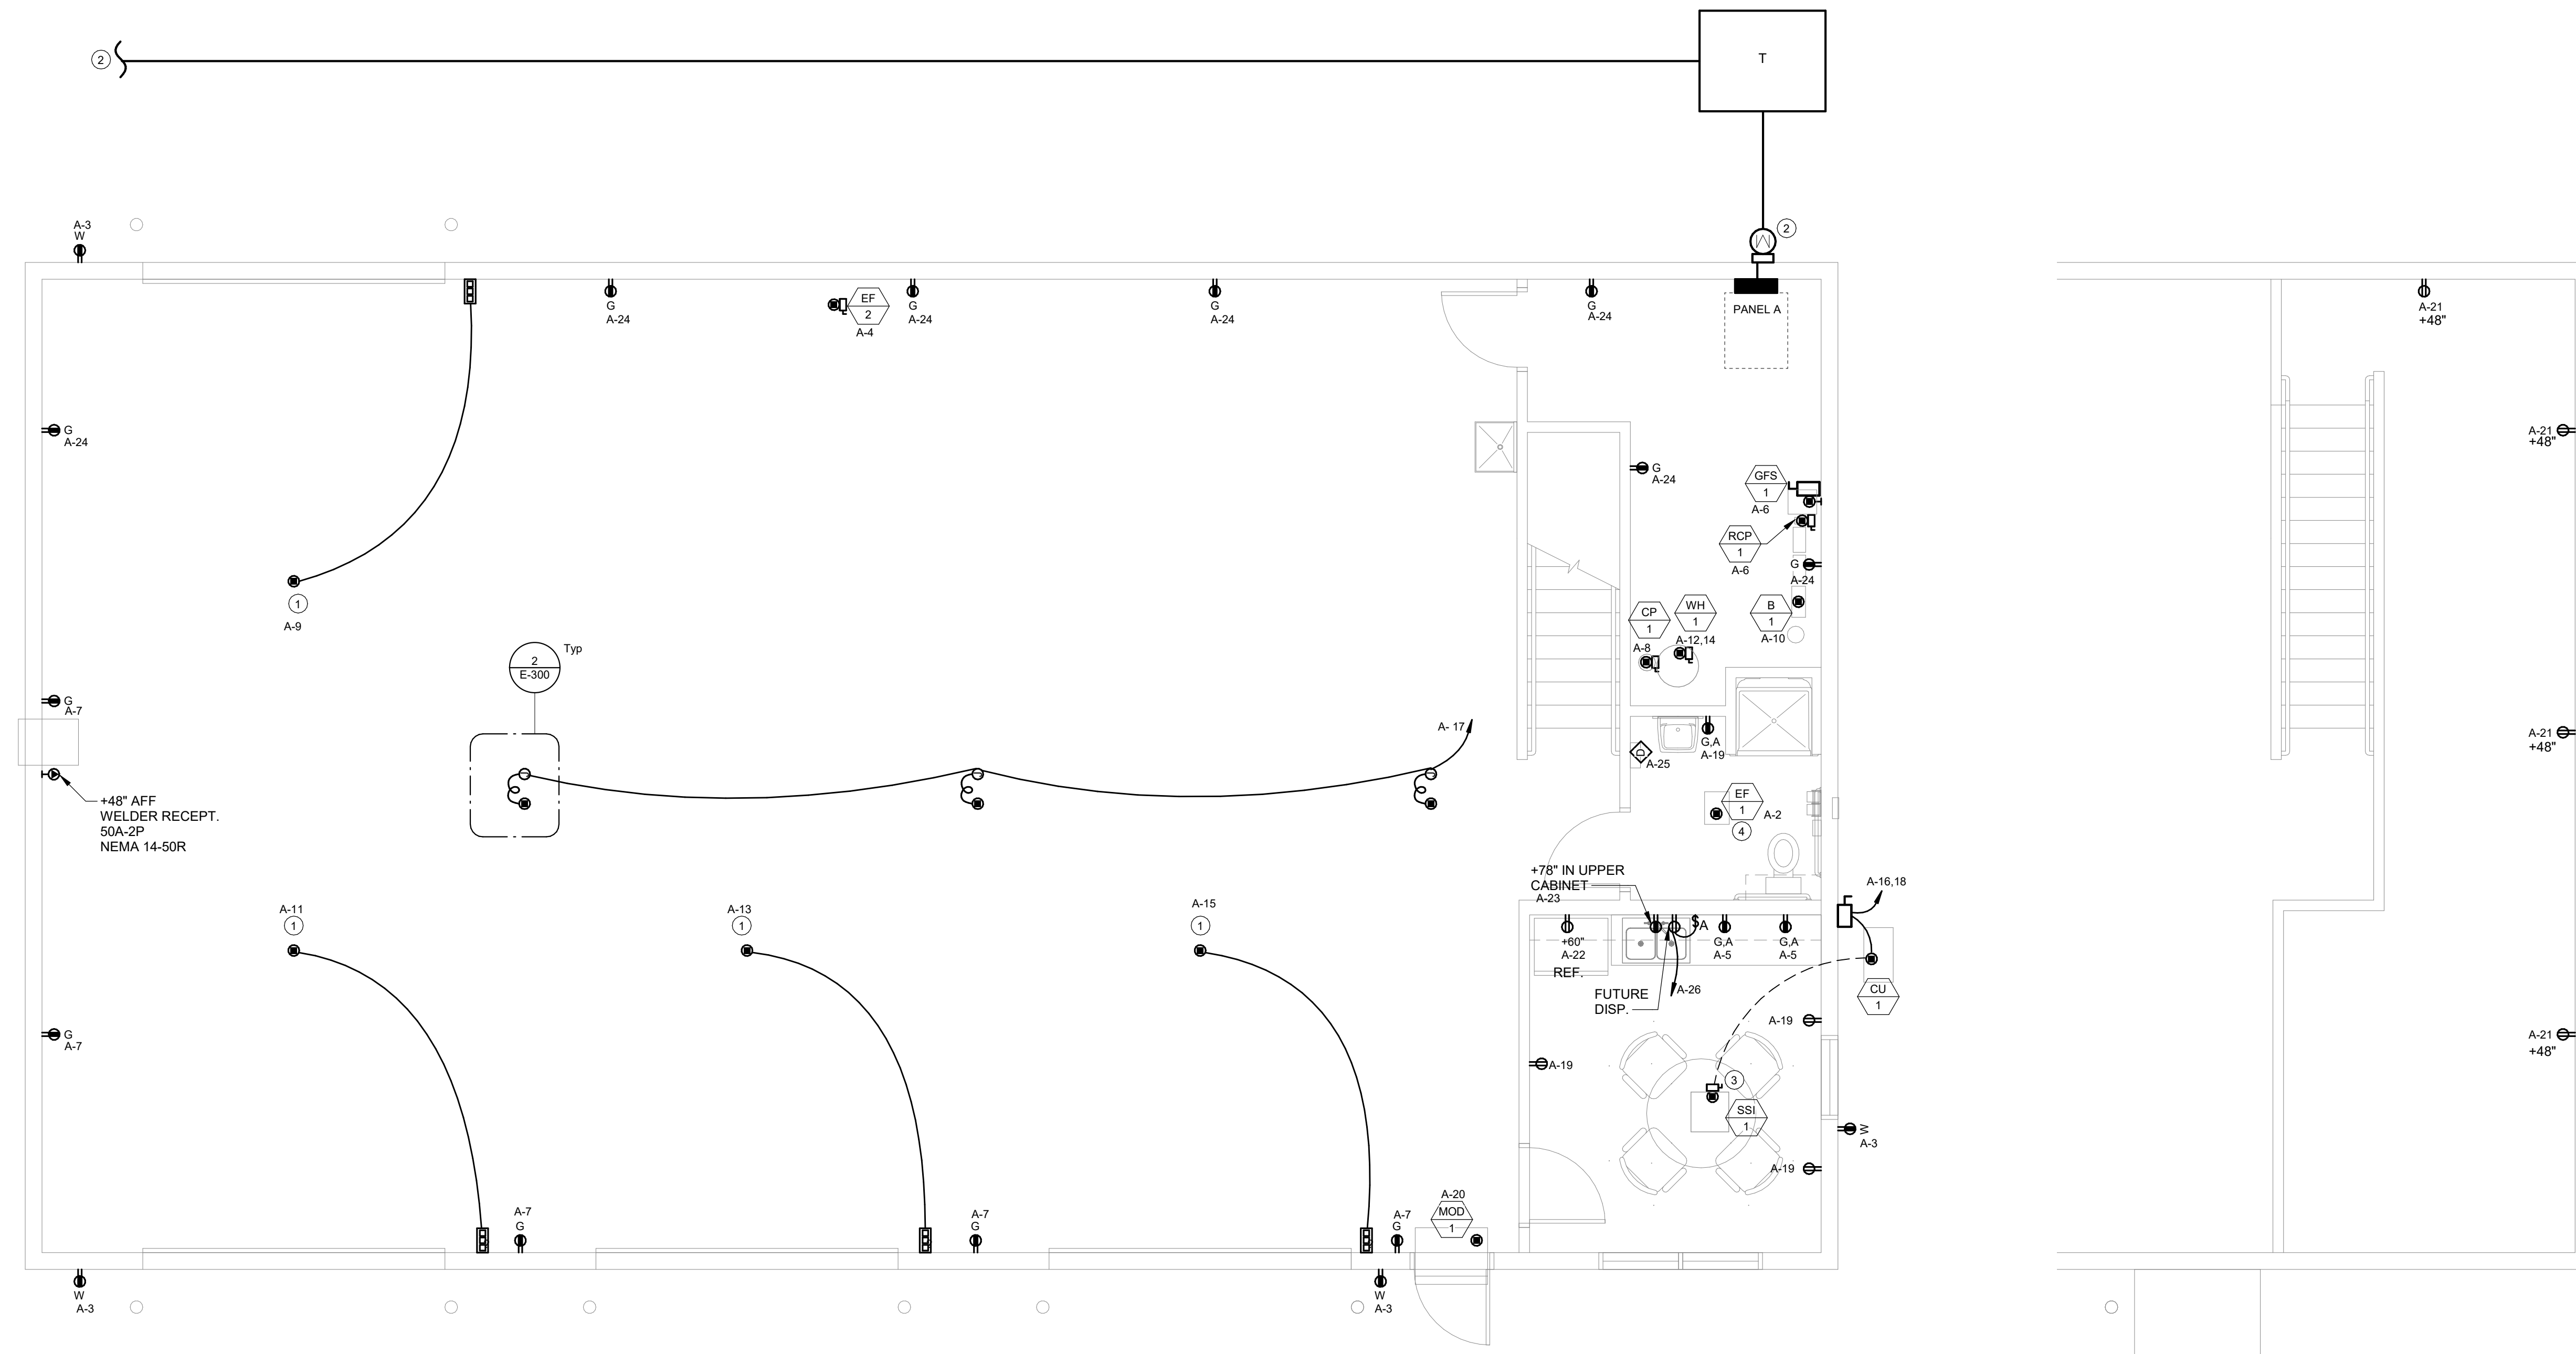 2
T
A-3
W
2
EF
2
A-4
G
A-24
G
A-24
G
A-24
G
A-24
PANEL A
A-21
+48"
G
A-24
G
A-24
GFS
1
A-6
RCP
1
A-6
G
A-24
A-21
+48"
1
A-9
CP
1
A-8
WH
1
A-12,14
B
1
A-10
2
E-300
Typ
G
A-7
A- 17
G,A
A-19
D
A-25
A-21
+48"
+48" AFF
WELDER RECEPT.
50A-2P
NEMA 14-50R
EF
1
A-2
4
+78" IN UPPER
CABINET
A-23
A-16,18
A-11
1
A-13
1
A-15
1
$A
+60"
A-22
REF.
G,A
A-5
G,A
A-5
FUTURE
DISP.
A-26
CU
1
G
A-7
A-19
A-19
A-21
+48"
3
SSI
1
W
A-3
A-19
A-7
G
A-7
G
A-7
G
A-20
MOD
1
W
A-3
W
A-3